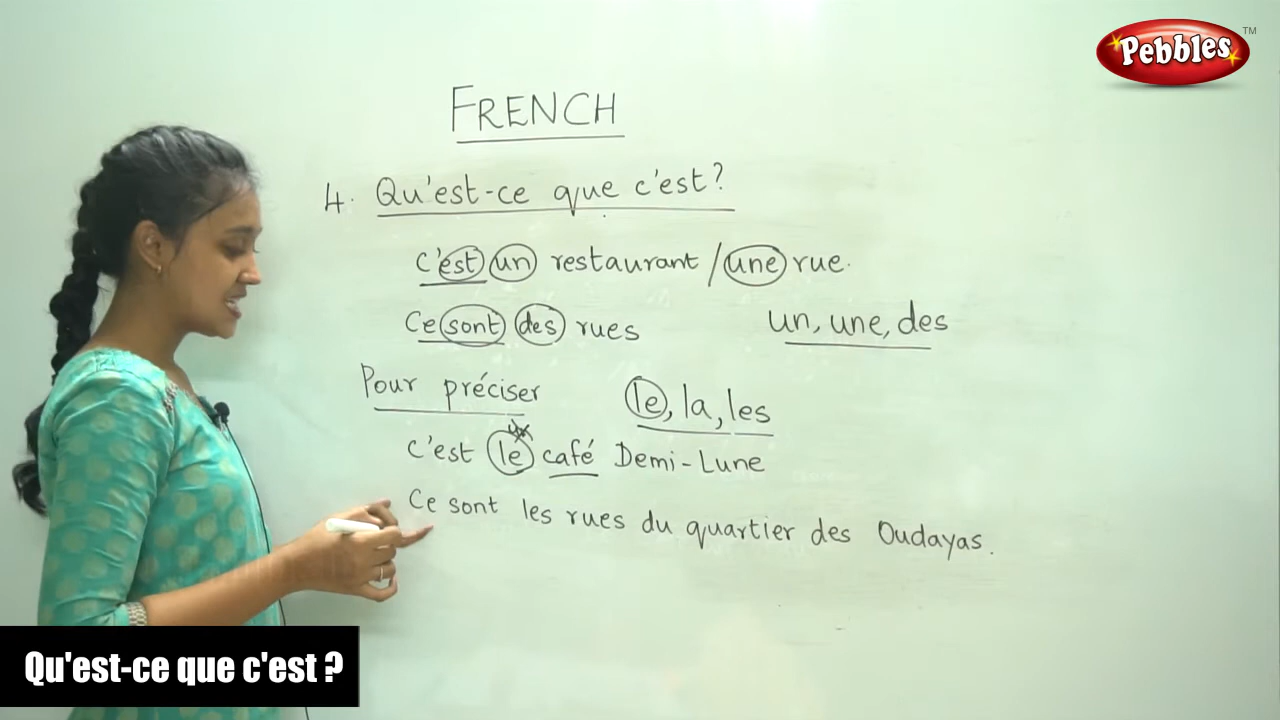 Pebbles TM
FRENCH
4. Qu'est-ce que c'est?
c'est un restaurant / une rue.
Ce sont des rues
un, une, des
Pour préciser
le, la, les
c'est le café Demi-Lune
Ce sont les rues du quartier des Oudayas.
Qu'est-ce que c'est ?